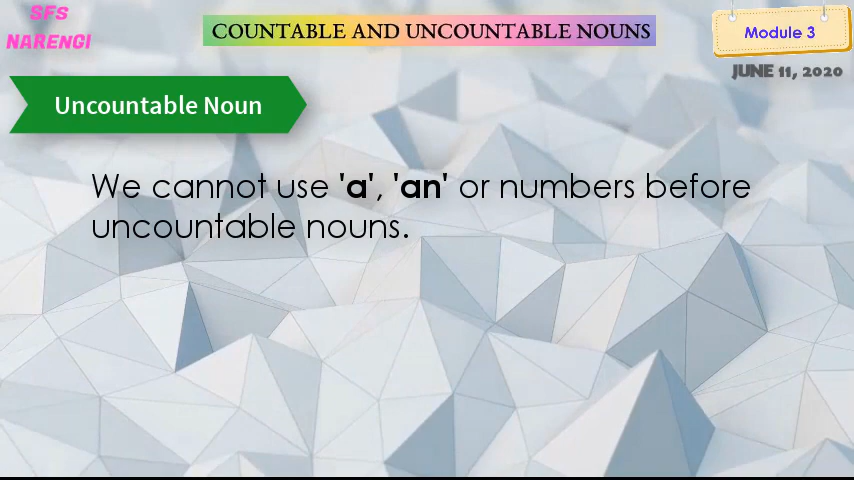 SFS
NARENGI
COUNTABLE AND UNCOUNTABLE NOUNS
Module 3
JUNE 11, 2020
Uncountable Noun
We cannot use 'a', 'an' or numbers before
uncountable nouns.